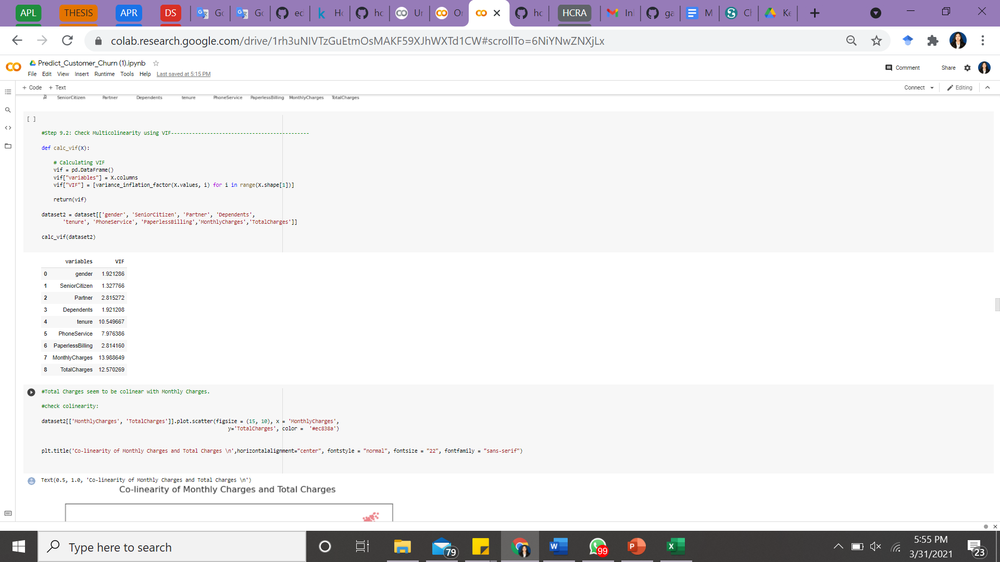 APL THESIS APR DS Gc Gc ec Hc hc Ur Or hc HCRA In ga M Cl Ke
colab.research.google.com/drive/1rh3uNIVTzGuEtmOsMAKF59XJhWXTd1CW#scrollTo=6NiYNwZNXjLx
Predict_Customer_Churn (1).ipynb
Comment Share
File Edit View Insert Runtime Tools Help Last saved at 5:15 PM
+ Code + Text Connect Editing
SeniorCitizen Partner Dependents tenure PhoneService PaperlessBilling MonthlyCharges TotalCharges
[ ]
#Step 9.2: Check Multicolinearity using VIF----------------------------------------------
def calc_vif(X):
# Calculating VIF
vif = pd.DataFrame()
vif["variables"] = X.columns
vif["VIF"] = [variance_inflation_factor(X.values, i) for i in range(X.shape[1])]
return(vif)
dataset2 = dataset[['gender', 'SeniorCitizen', 'Partner', 'Dependents',
'tenure', 'PhoneService', 'PaperlessBilling','MonthlyCharges','TotalCharges']]
calc_vif(dataset2)
variables VIF
0 gender 1.921286
1 SeniorCitizen 1.327766
2 Partner 2.815272
3 Dependents 1.921208
4 tenure 10.549667
5 PhoneService 7.976386
6 PaperlessBilling 2.814160
7 MonthlyCharges 13.988649
8 TotalCharges 12.570269
#Total Charges seem to be colinear with Monthly Charges.
#check colinearity:
dataset2[['MonthlyCharges', 'TotalCharges']].plot.scatter(figsize = (15, 10), x = 'MonthlyCharges',
y='TotalCharges', color = '#ec838a')
plt.title('Co-linearity of Monthly Charges and Total Charges \n',horizontalalignment="center", fontstyle = "normal", fontsize = "22", fontfamily = "sans-serif")
Text(0.5, 1.0, 'Co-linearity of Monthly Charges and Total Charges \n')
Co-linearity of Monthly Charges and Total Charges
Type here to search
79
99
5:55 PM
3/31/2021
23